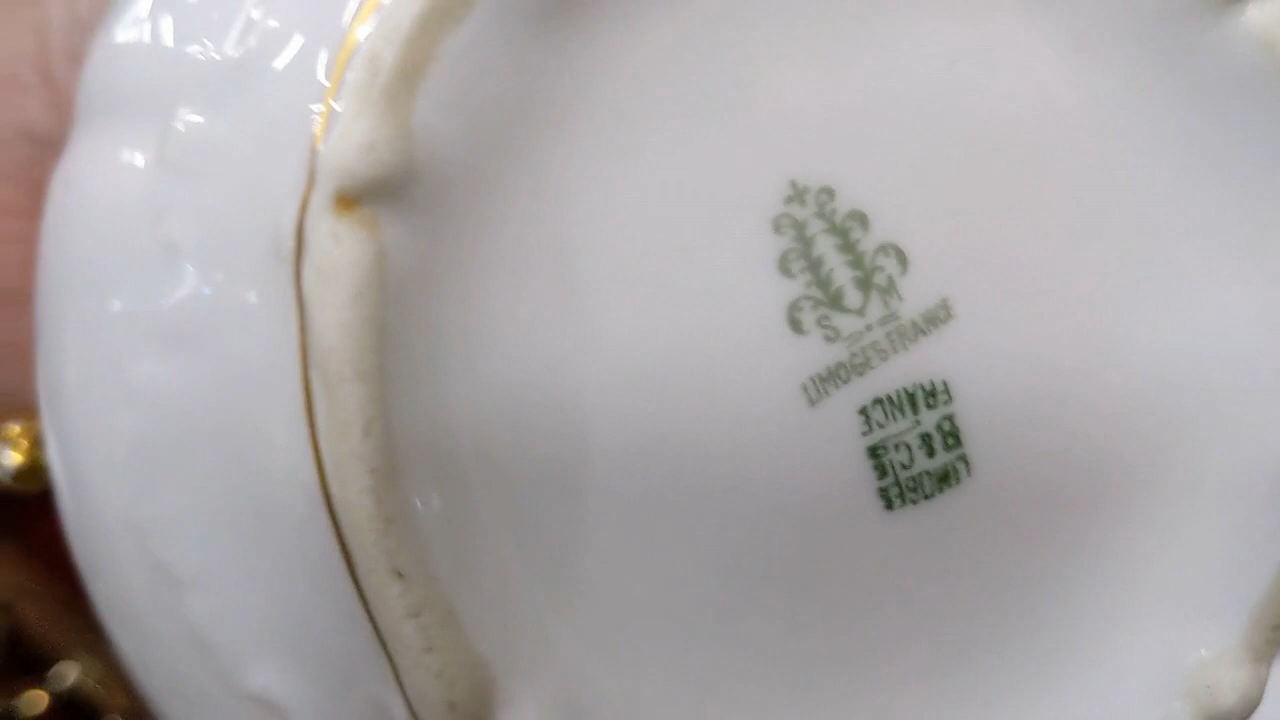 S M
LIMOGES FRANCE
LIMOGES
B & Cie
FRANCE